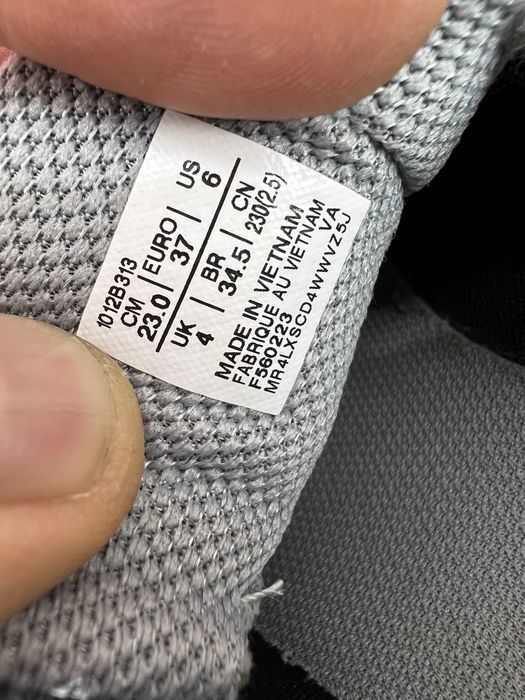 1012B313
CM | EURO | US
23.0 | 37 | 6
UK | BR | CN
4 | 34.5 | 230(2.5)
MADE IN VIETNAM
FABRIQUE AU VIETNAM
F560223 VA
MR4LXSCD4WWVZ5J